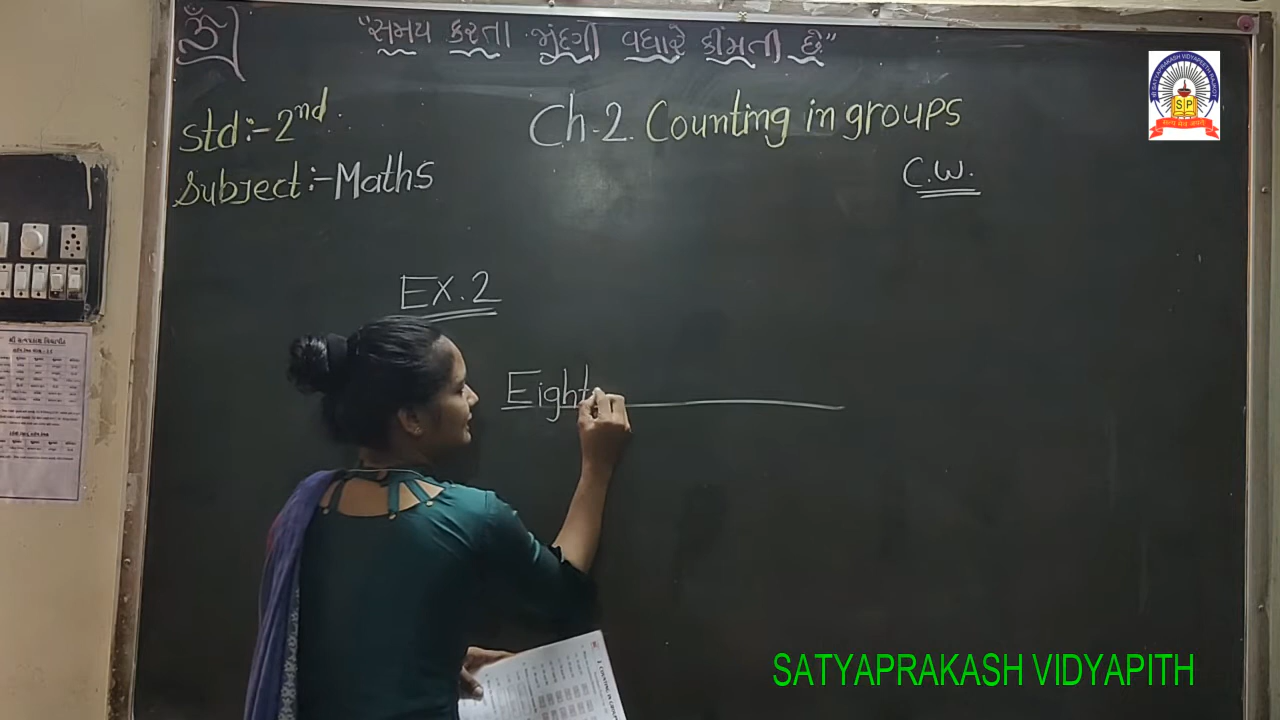 ૐ
"સમય કરતા જીંદગી વધારે કીંમતી છે"
Std:-2nd.
Ch-2. Counting in groups
Subject:-Maths
C.W.
Ex.2
Eight
SP
SATYAPRAKASH VIDYAPITH